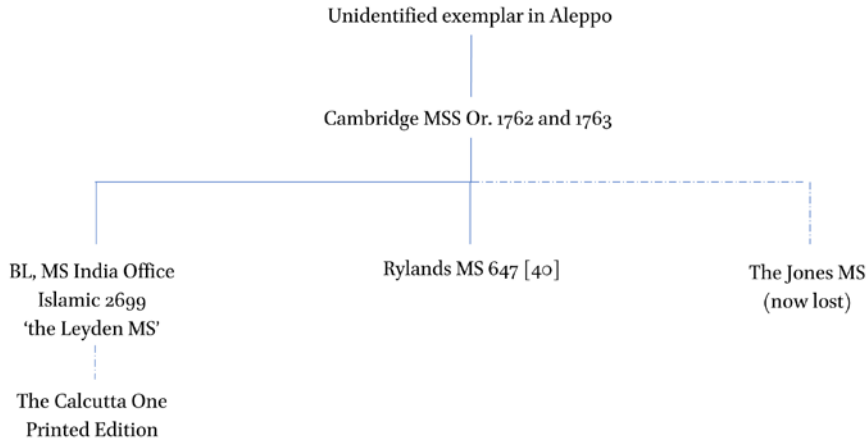 Unidentified exemplar in Aleppo
Cambridge MSS Or. 1762 and 1763
BL, MS India Office
Islamic 2699
‘the Leyden MS’
Rylands MS 647 [40]
The Jones MS
(now lost)
The Calcutta One
Printed Edition